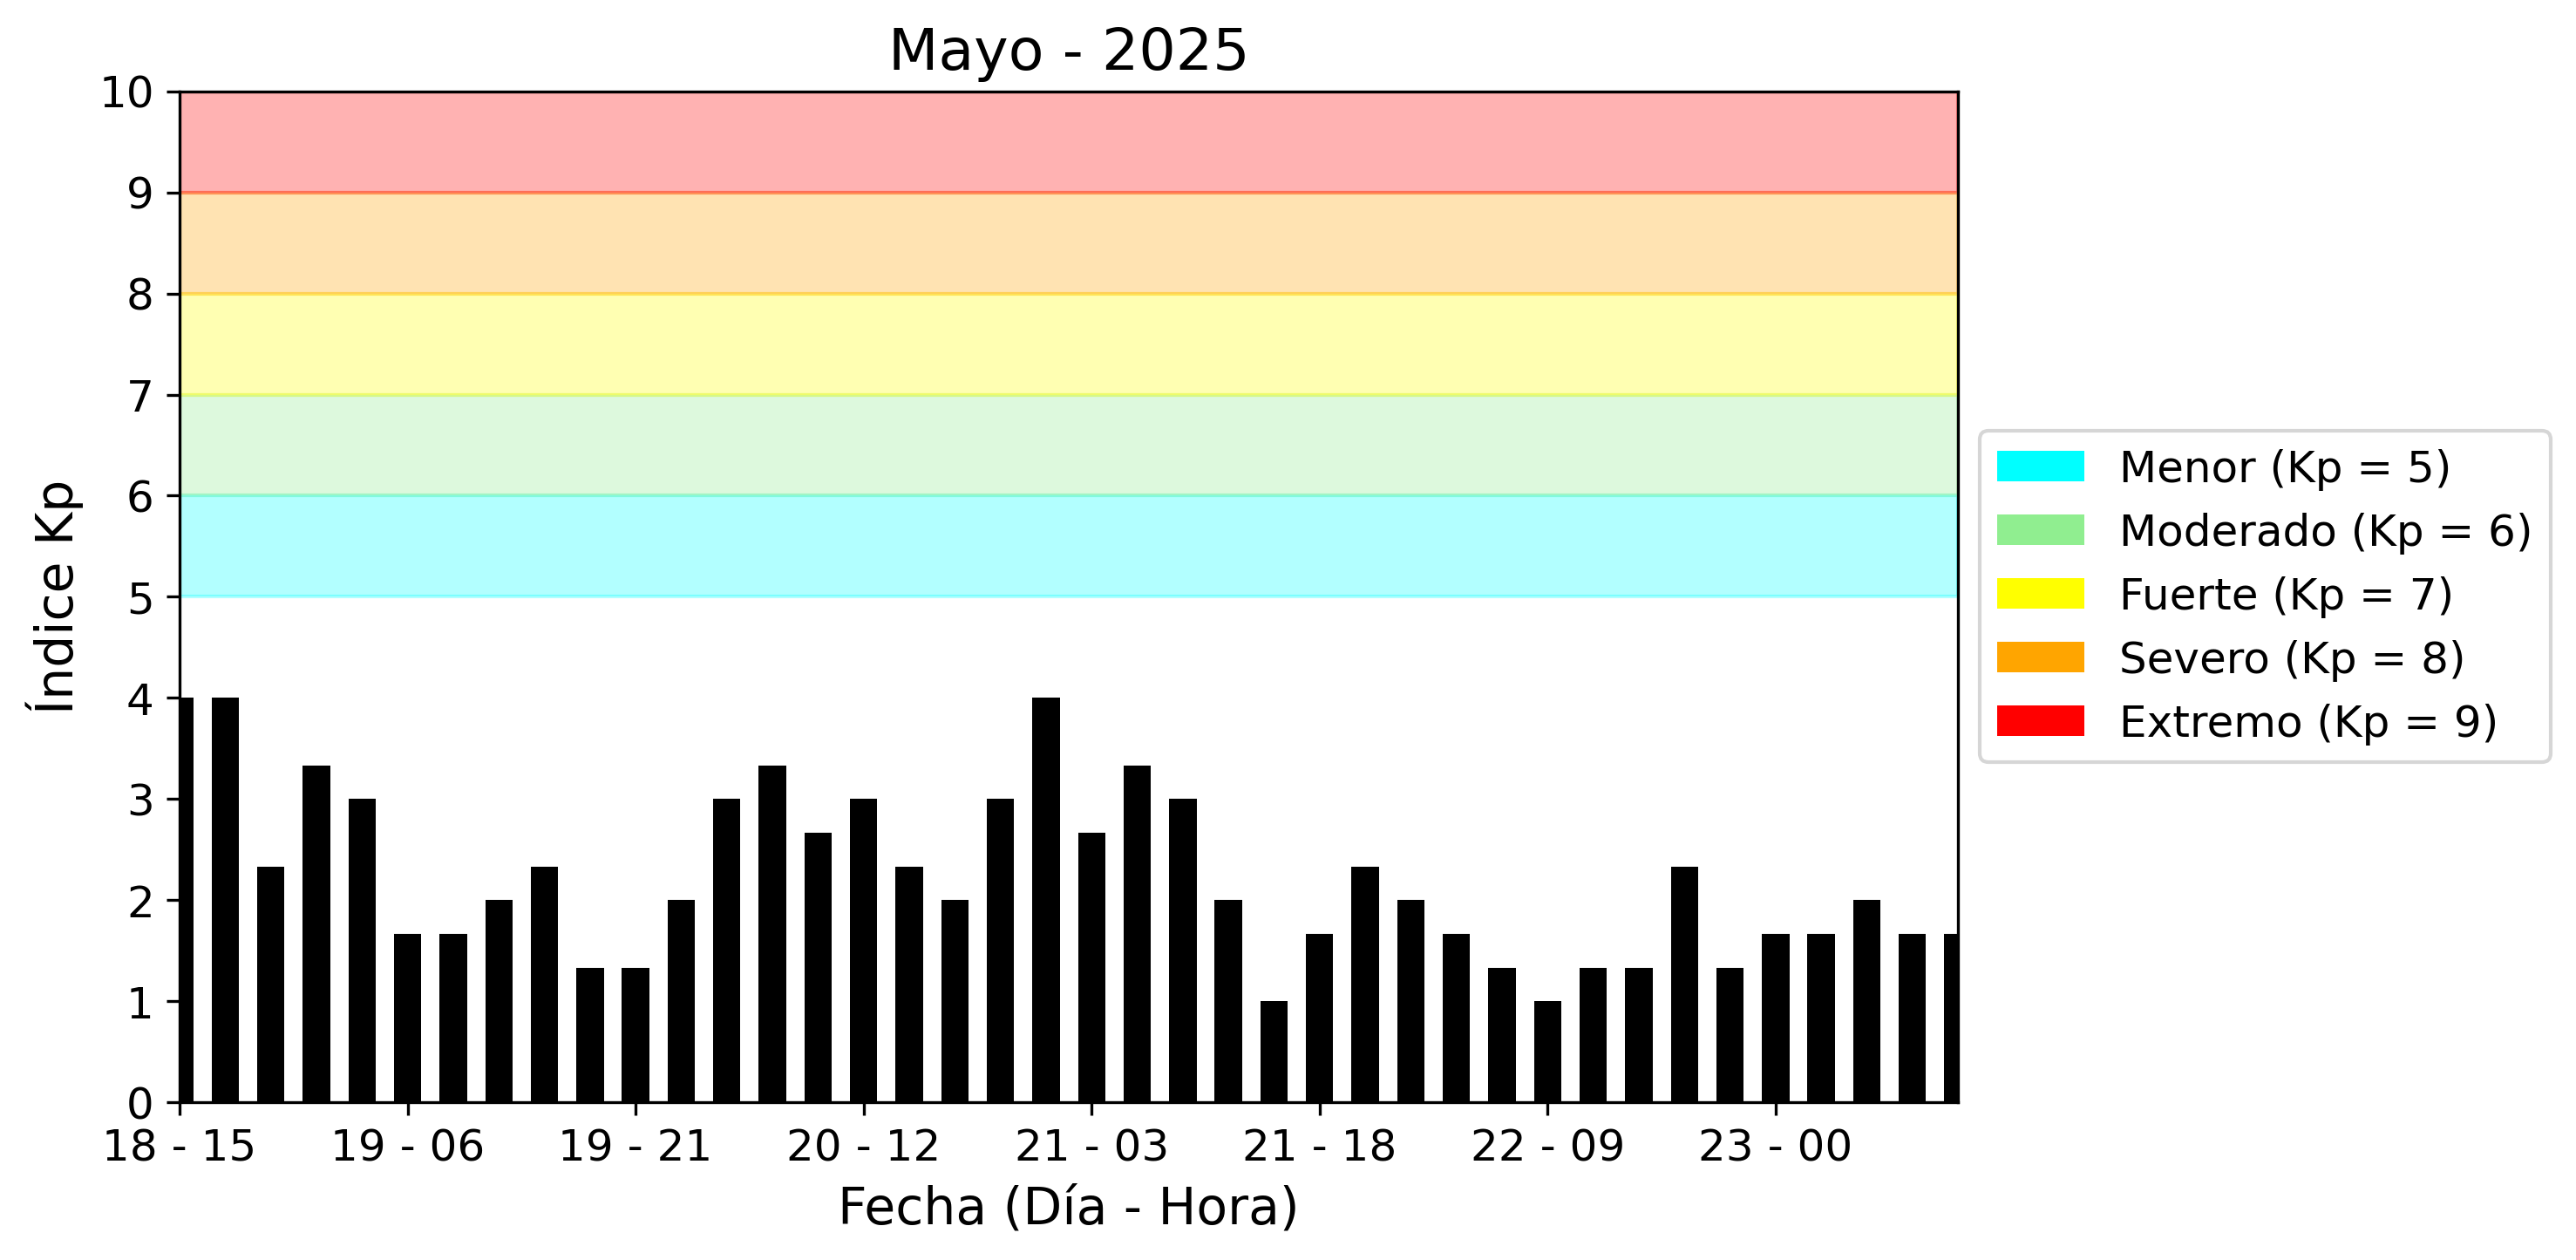 Mayo - 2025
10
9
8
7
6
5
4
3
2
1
0
Índice Kp
18 - 15
19 - 06
19 - 21
20 - 12
21 - 03
21 - 18
22 - 09
23 - 00
Fecha (Día - Hora)
Menor (Kp = 5)
Moderado (Kp = 6)
Fuerte (Kp = 7)
Severo (Kp = 8)
Extremo (Kp = 9)